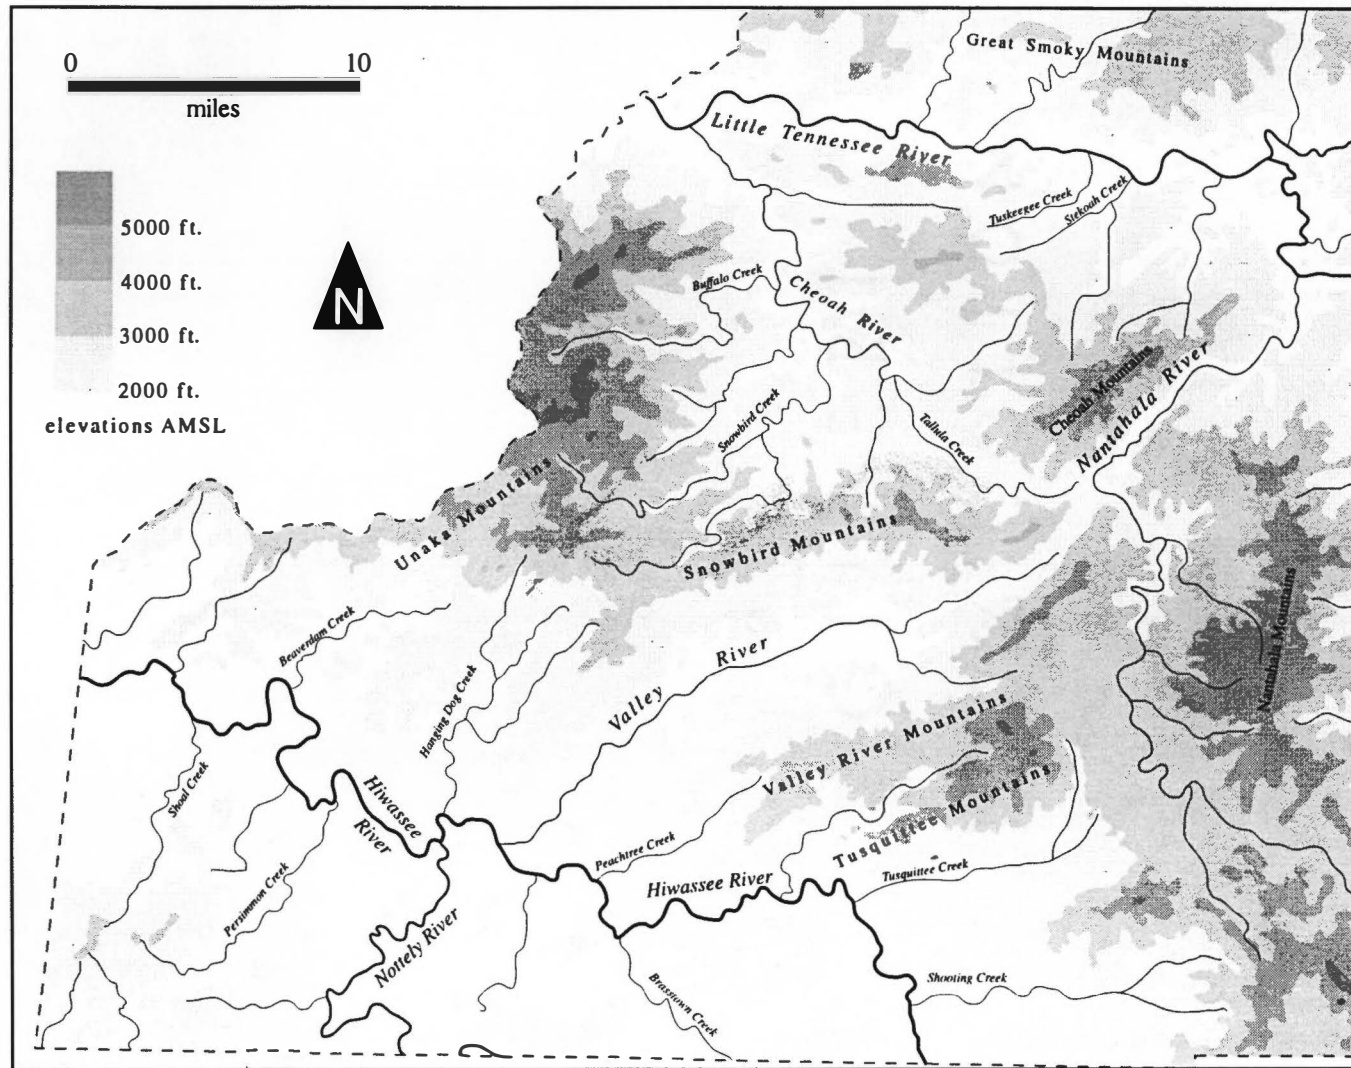 0 10
miles
5000 ft.
4000 ft.
3000 ft.
2000 ft.
elevations AMSL
N
Great Smoky Mountains
Little Tennessee River
Tuskeegee Creek
Stekoah Creek
Buffalo Creek
Cheoah River
Cheoah Mountains
Nantahala River
Snowbird Creek
Tallula Creek
Unaka Mountains
Snowbird Mountains
Nantahala Mountains
Beaverdam Creek
Hanging Dog Creek
Valley River
Valley River Mountains
Shoal Creek
Hiwassee
River
Tusquittee Mountains
Peachtree Creek
Persimmon Creek
Hiwassee River
Tusquittee Creek
Nottely River
Brasstown Creek
Shooting Creek